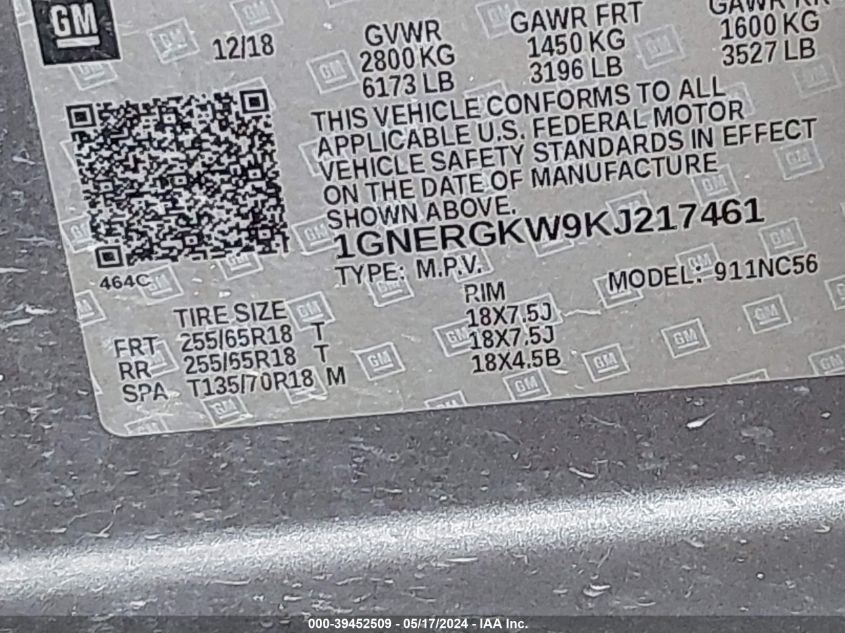 GM
12/18
GVWR
2800 KG
6173 LB
GAWR FRT
1450 KG
3196 LB
GAWR RR
1600 KG
3527 LB
THIS VEHICLE CONFORMS TO ALL
APPLICABLE U.S. FEDERAL MOTOR
VEHICLE SAFETY STANDARDS IN EFFECT
ON THE DATE OF MANUFACTURE
SHOWN ABOVE.
1GNERGKW9KJ217461
464C
TYPE: M.P.V.
MODEL: 911NC56
TIRE SIZE
RIM
FRT 255/65R18 T 18X7.5J
RR 255/65R18 T 18X7.5J
SPA T135/70R18 M 18X4.5B
000-39452509 - 05/17/2024 - IAA Inc.